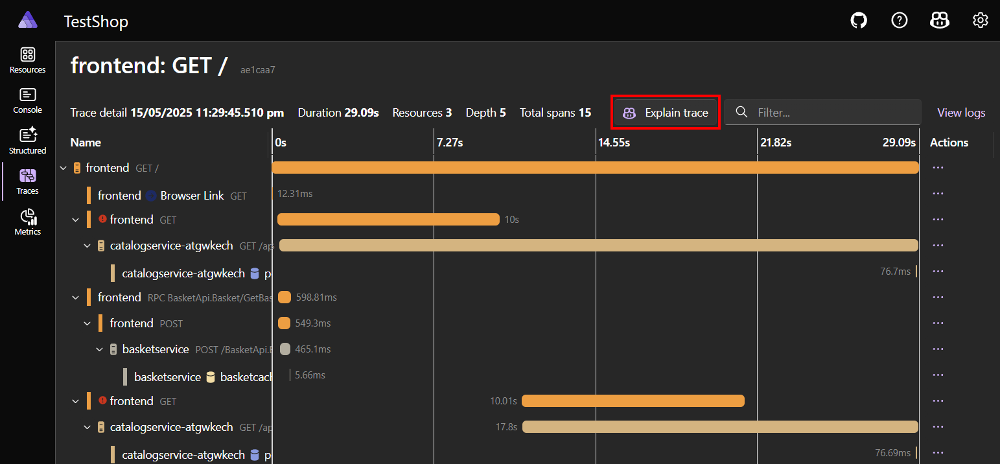 TestShop
Resources
Console
Structured
Traces
Metrics
frontend: GET / ae1caa7
Trace detail 15/05/2025 11:29:45.510 pm Duration 29.09s Resources 3 Depth 5 Total spans 15 Explain trace Filter... View logs
Name 0s 7.27s 14.55s 21.82s 29.09s Actions
frontend GET /
frontend Browser Link GET 12.31ms
frontend GET 10s
catalogservice-atgwkech GET /ap
catalogservice-atgwkech p 76.7ms
frontend RPC BasketApi.Basket/GetBas 598.81ms
frontend POST 549.3ms
basketservice POST /BasketApi.B 465.1ms
basketservice basketcach 5.66ms
frontend GET 10.01s
catalogservice-atgwkech GET /ap 17.8s
catalogservice-atgwkech p 76.69ms